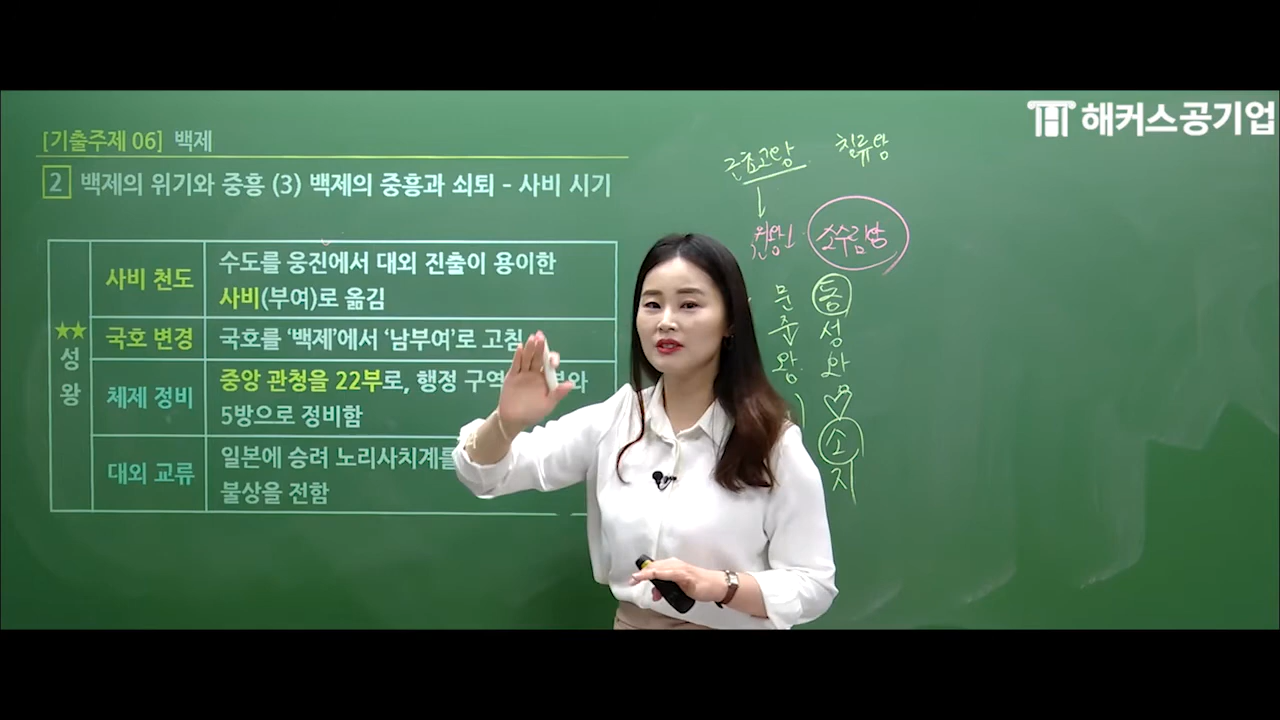 해커스공기업
[기출주제 06] 백제
2 백제의 위기와 중흥 (3) 백제의 중흥과 쇠퇴 - 사비 시기
★★
성
왕
사비 천도
수도를 웅진에서 대외 진출이 용이한
사비(부여)로 옮김
국호 변경
국호를 '백제'에서 '남부여'로 고침
체제 정비
중앙 관청을 22부로, 행정 구역
5방으로 정비함
대외 교류
일본에 승려 노리사치계를
불상을 전함
근초고왕 침류왕
소수림왕
문
주
왕
동
성
와
♡
소
지